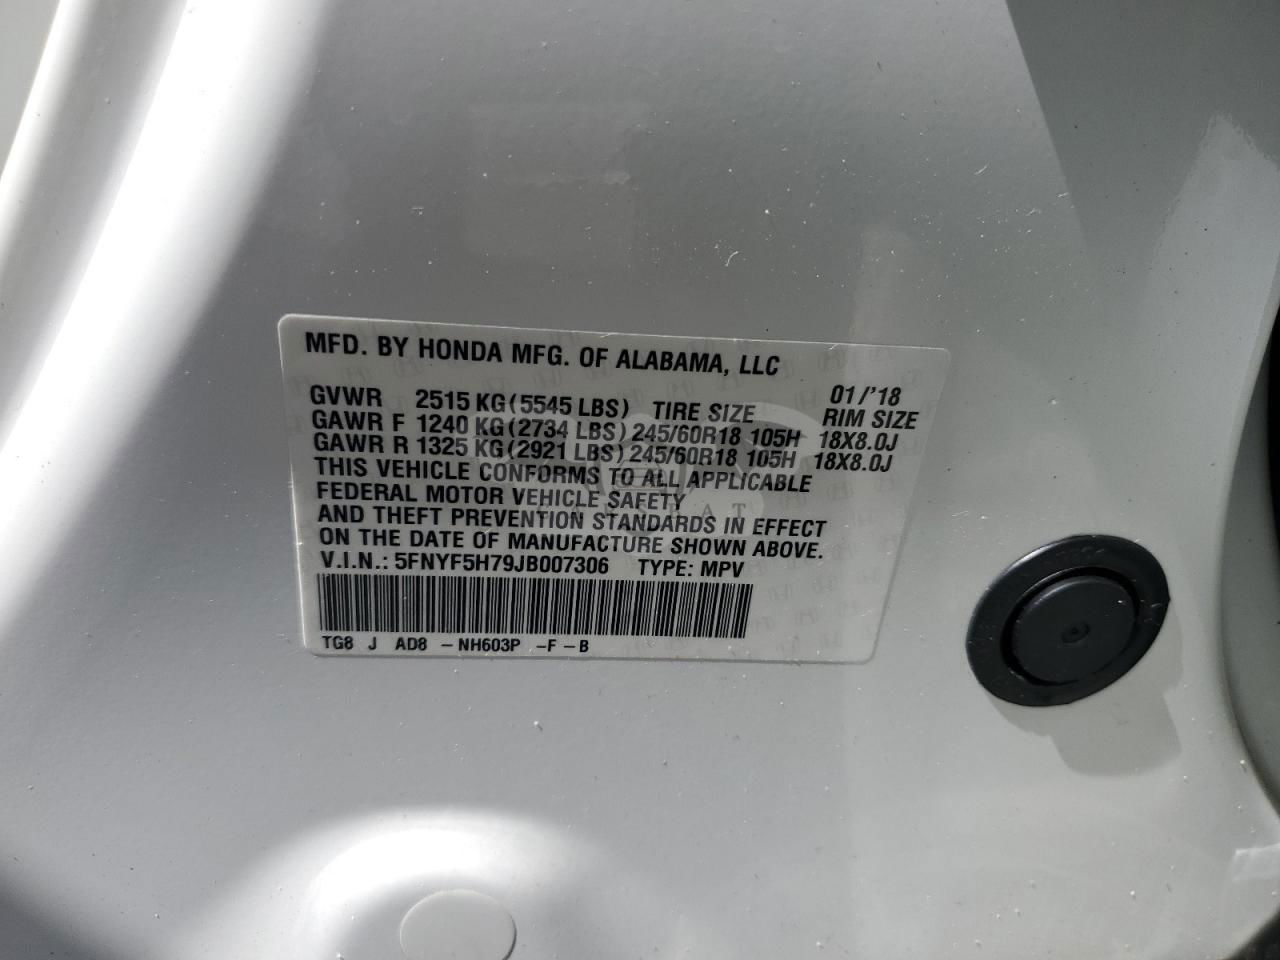 MFD. BY HONDA MFG. OF ALABAMA, LLC
01/'18
GVWR 2515 KG(5545 LBS) TIRE SIZE RIM SIZE
GAWR F 1240 KG(2734 LBS)245/60R18 105H 18X8.0J
GAWR R 1325 KG(2921 LBS)245/60R18 105H 18X8.0J
THIS VEHICLE CONFORMS TO ALL APPLICABLE
FEDERAL MOTOR VEHICLE SAFETY
AND THEFT PREVENTION STANDARDS IN EFFECT
ON THE DATE OF MANUFACTURE SHOWN ABOVE.
V.I.N.: 5FNYF5H79JB007306 TYPE: MPV
TG8 J AD8 -NH603P -F-B